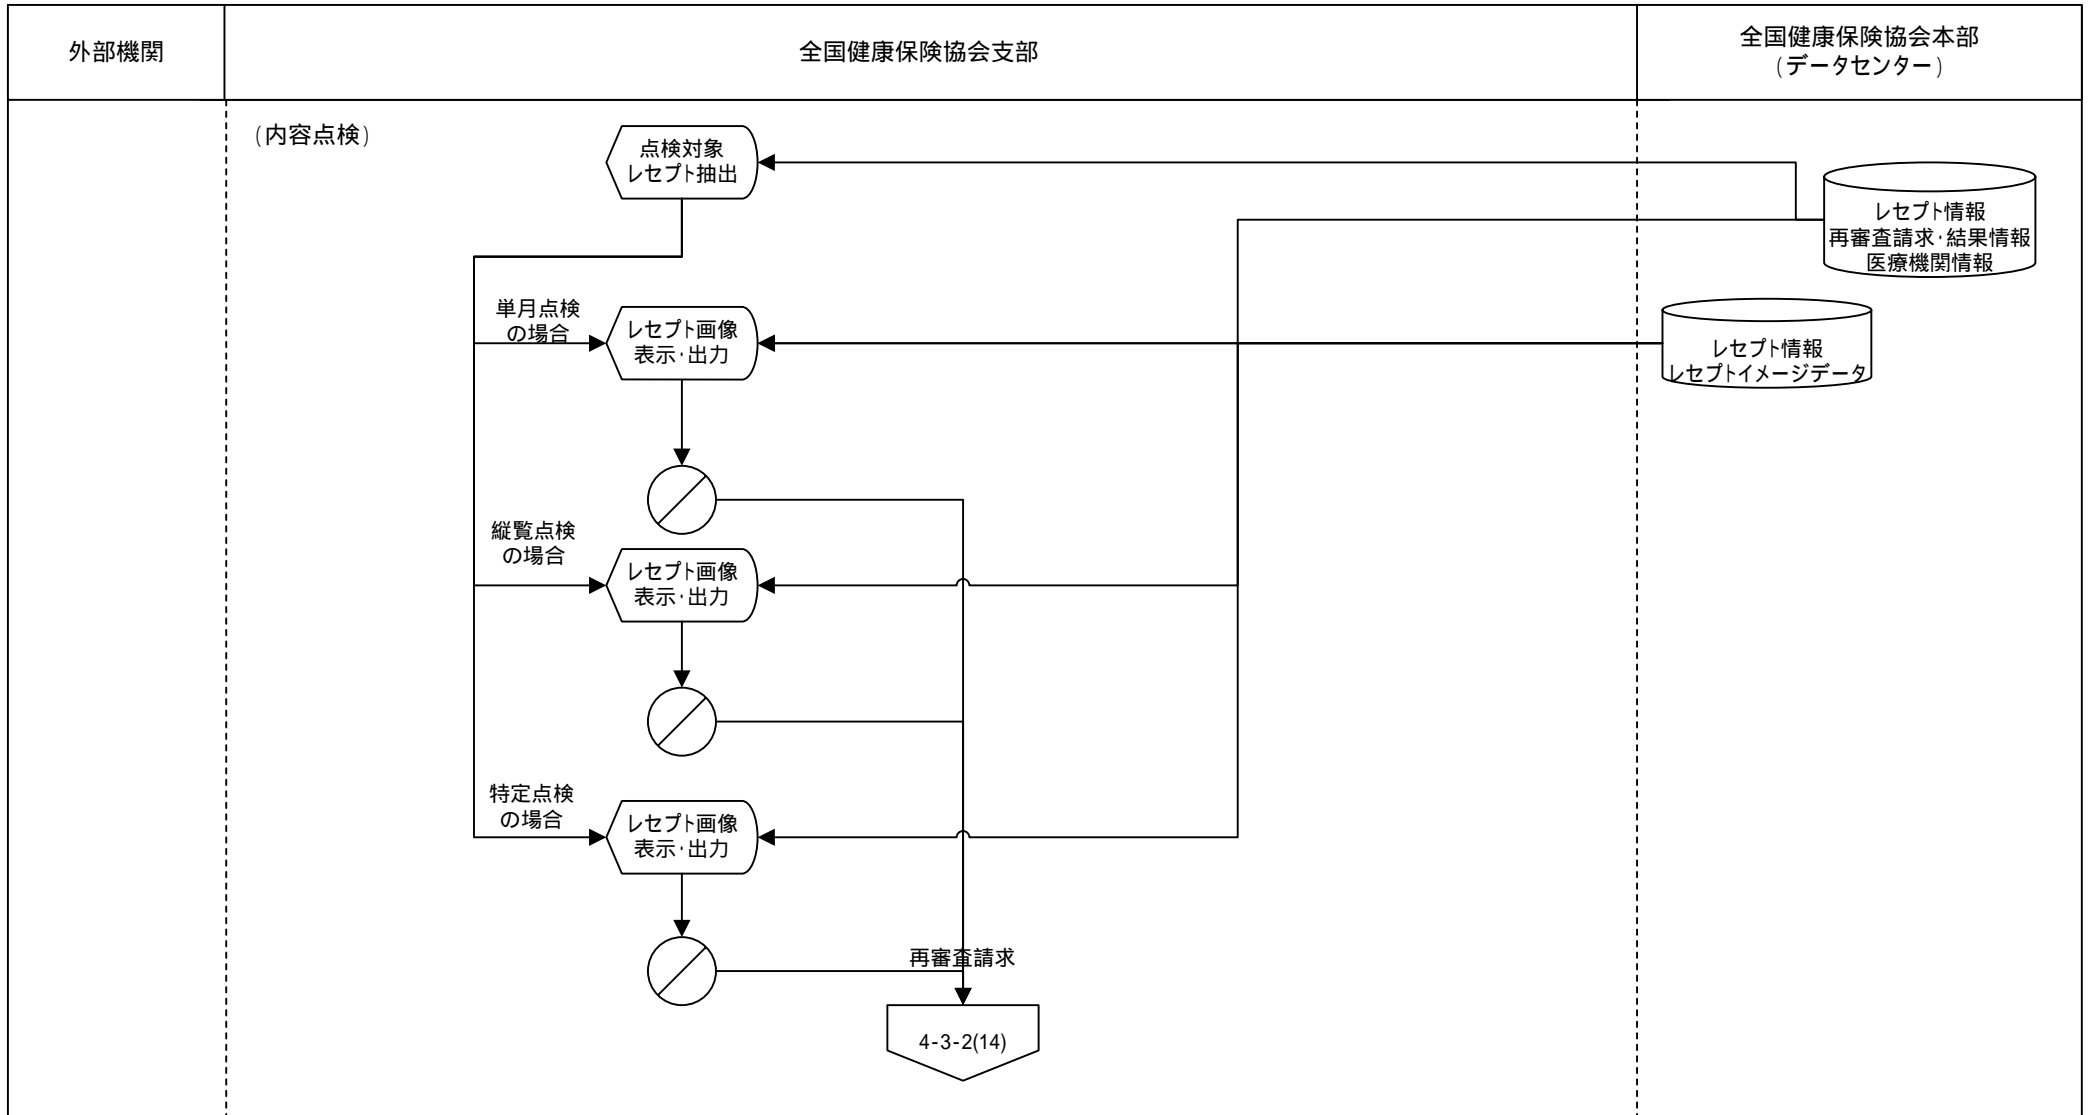 外部機関
全国健康保険協会支部
全国健康保険協会本部
(データセンター)
(内容点検)
点検対象
レセプト抽出
レセプト情報
再審査請求・結果情報
医療機関情報
単月点検
の場合
レセプト画像
表示・出力
レセプト情報
レセプトイメージデータ
縦覧点検
の場合
レセプト画像
表示・出力
特定点検
の場合
レセプト画像
表示・出力
再審査請求
4-3-2(14)